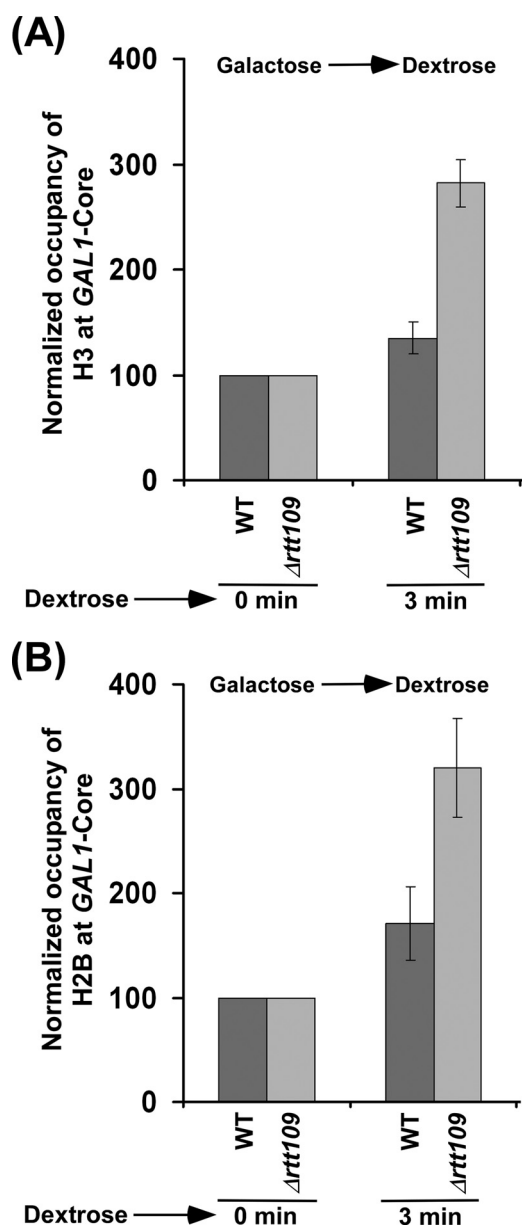 (A)
Normalized occupancy of
H3 at GAL1-Core
400
300
200
100
0
Galactose Dextrose
WT
Δrtt109
WT
Δrtt109
Dextrose 0 min 3 min
(B)
Normalized occupancy of
H2B at GAL1-Core
400
300
200
100
0
Galactose Dextrose
WT
Δrtt109
WT
Δrtt109
Dextrose 0 min 3 min